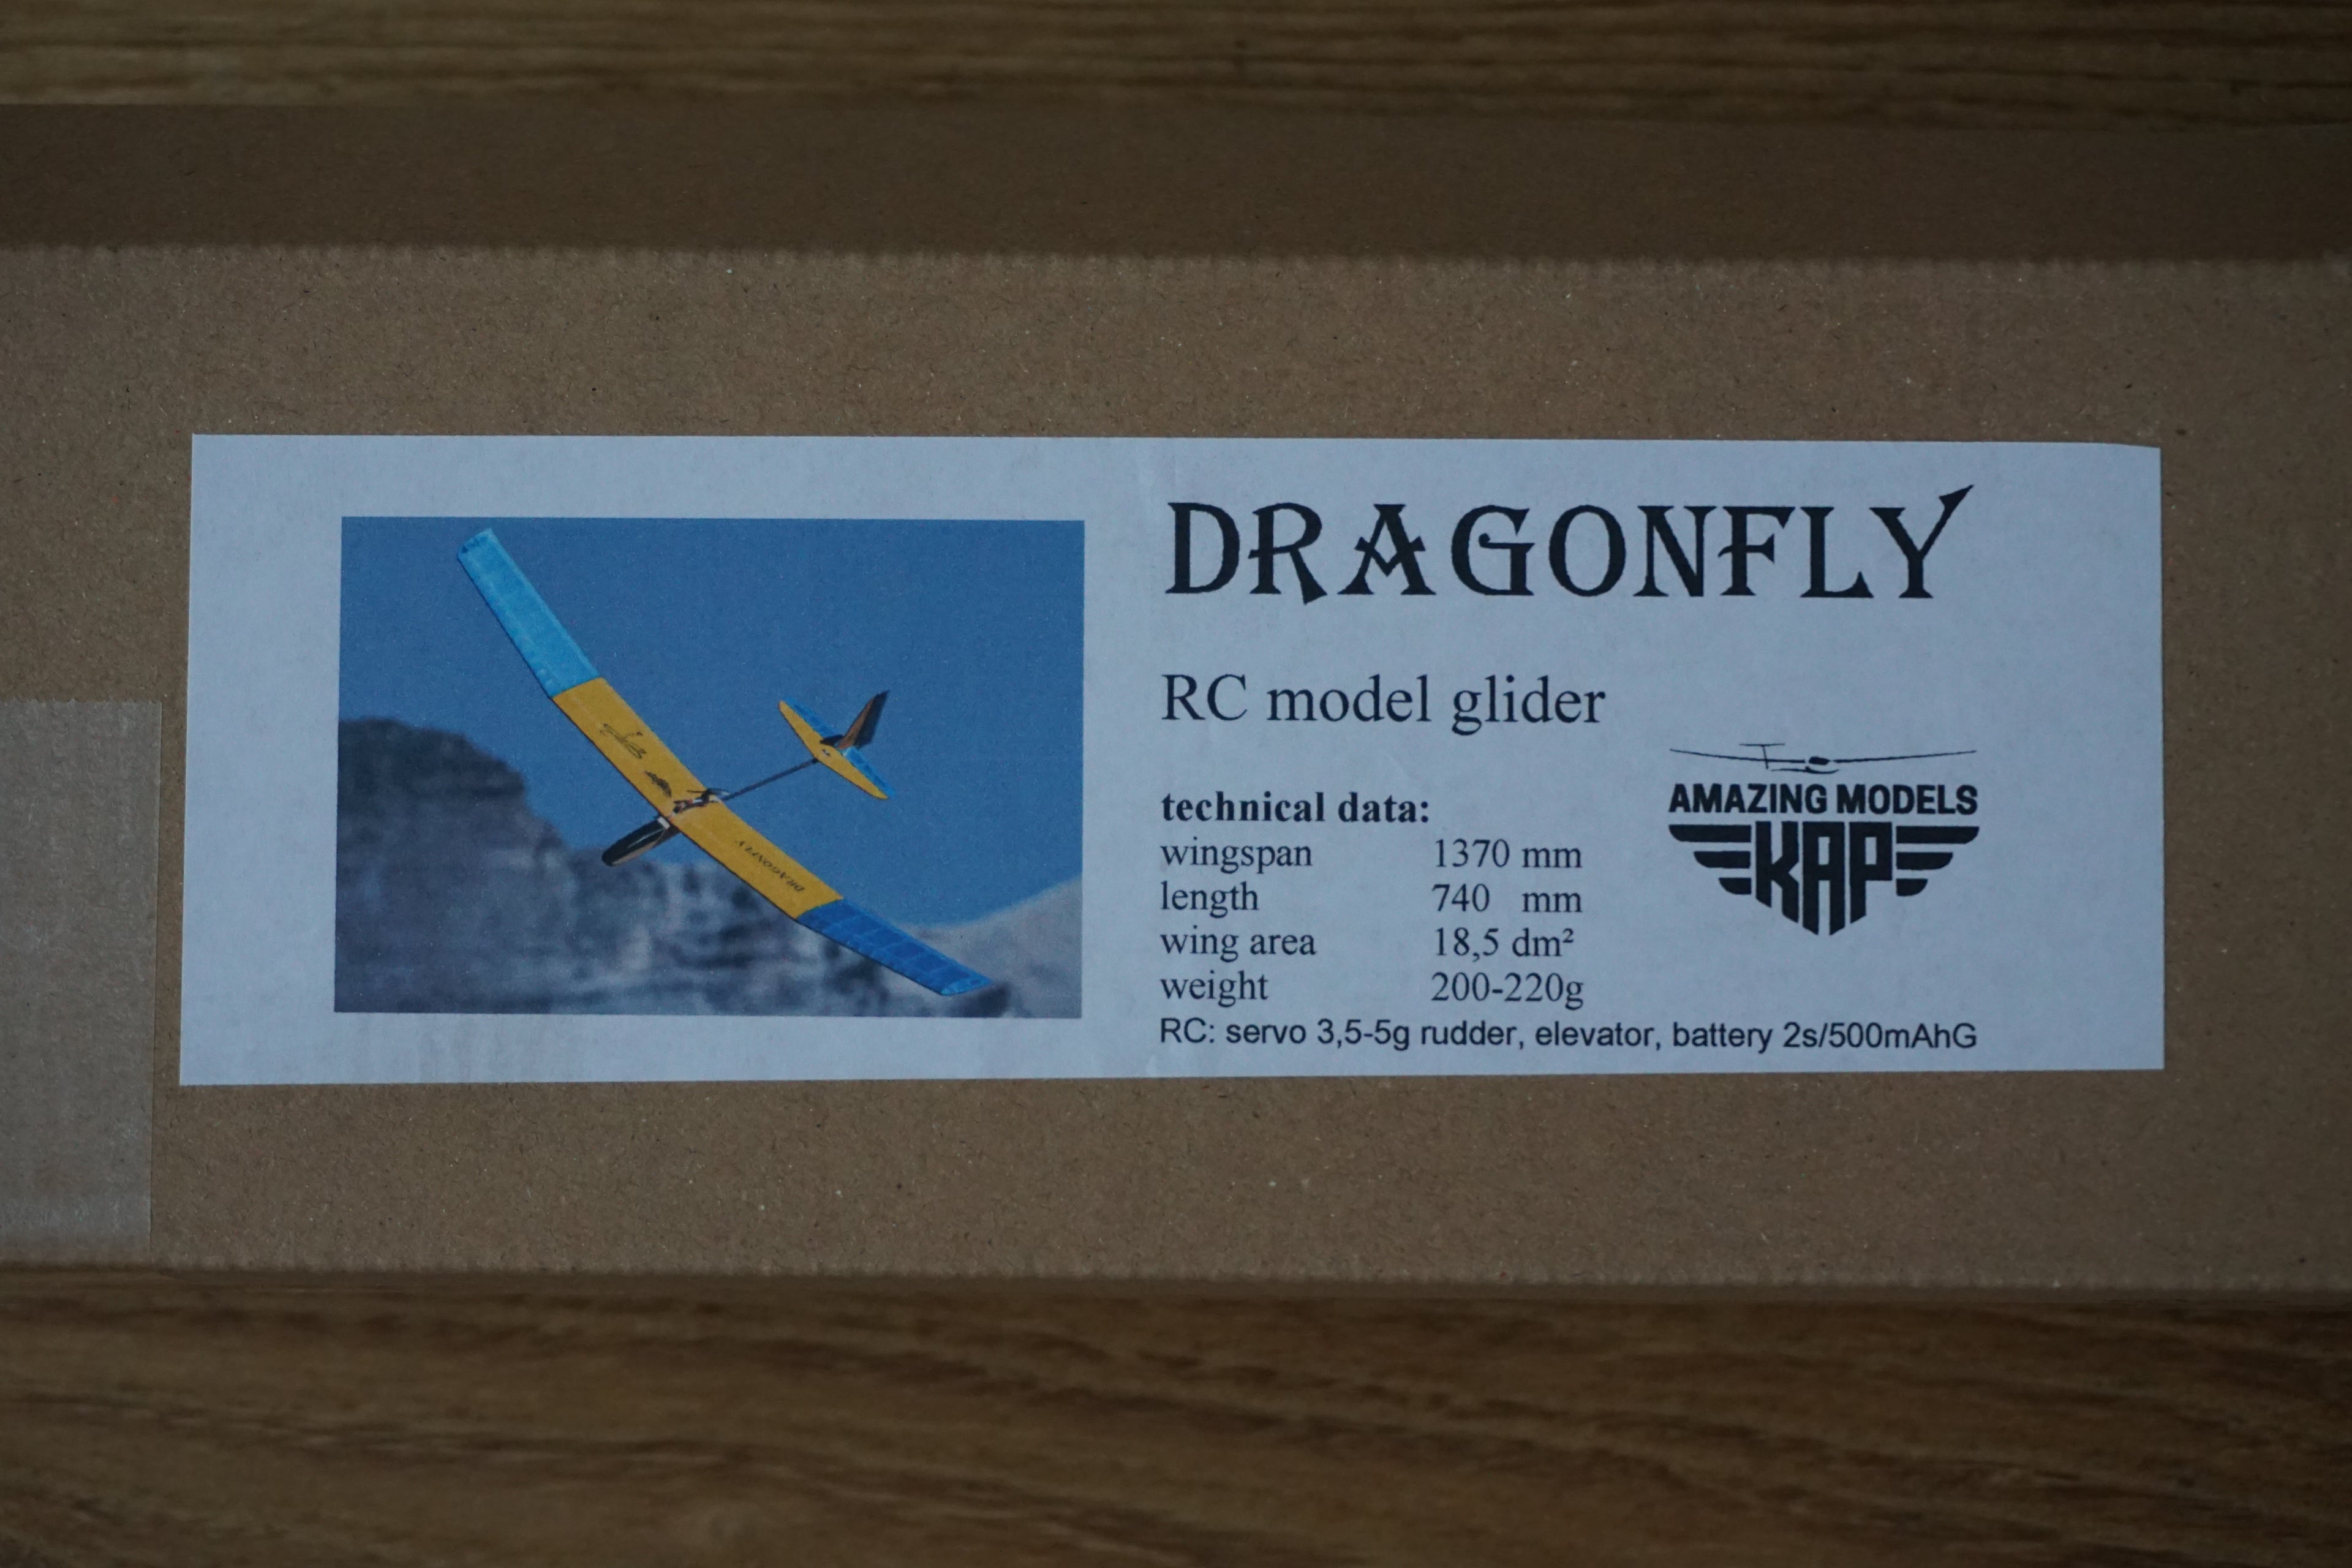 DRAGONFLY
RC model glider
technical data:
wingspan 1370 mm
length 740 mm
wing area 18,5 dm²
weight 200-220g
RC: servo 3,5-5g rudder, elevator, battery 2s/500mAhG
AMAZING MODELS
KAP
DRAGONFLY